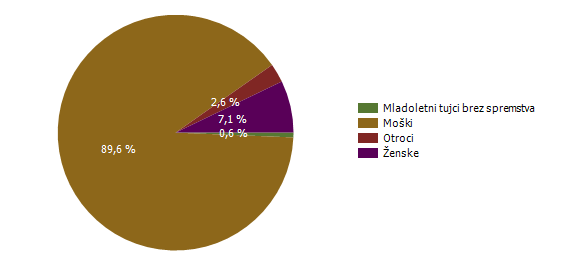 2,6 %
7,1 %
0,6 %
89,6 %
Mladoletni tujci brez spremstva
Moški
Otroci
Ženske